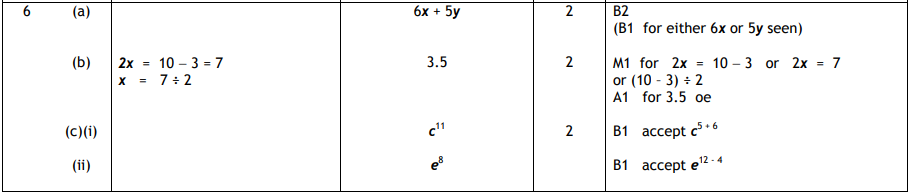 6 (a) 6x + 5y 2 B2
(B1 for either 6x or 5y seen)
(b) 2x = 10 – 3 = 7 3.5 2 M1 for 2x = 10 – 3 or 2x = 7
x = 7 ÷ 2 or (10 - 3) ÷ 2
A1 for 3.5 oe
(c)(i) c¹¹ 2 B1 accept c⁵⁺⁶
(ii) e⁸ B1 accept e¹²⁻⁴